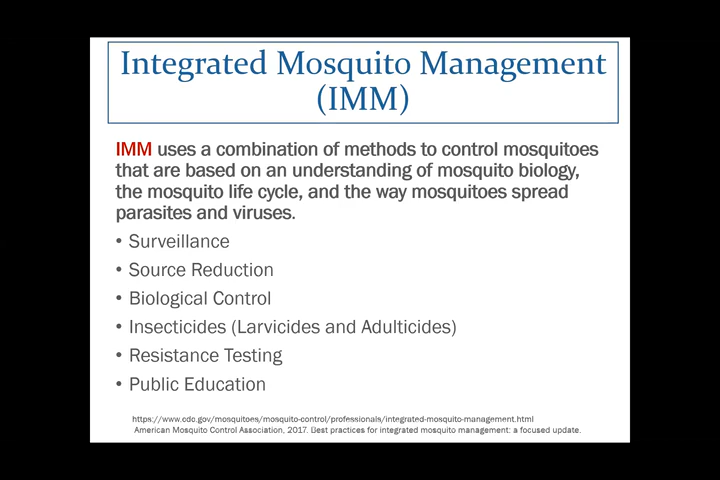 Integrated Mosquito Management
(IMM)
IMM uses a combination of methods to control mosquitoes
that are based on an understanding of mosquito biology,
the mosquito life cycle, and the way mosquitoes spread
parasites and viruses.
• Surveillance
• Source Reduction
• Biological Control
• Insecticides (Larvicides and Adulticides)
• Resistance Testing
• Public Education
https://www.cdc.gov/mosquitoes/mosquito-control/professionals/integrated-mosquito-management.html
American Mosquito Control Association, 2017. Best practices for integrated mosquito management: a focused update.